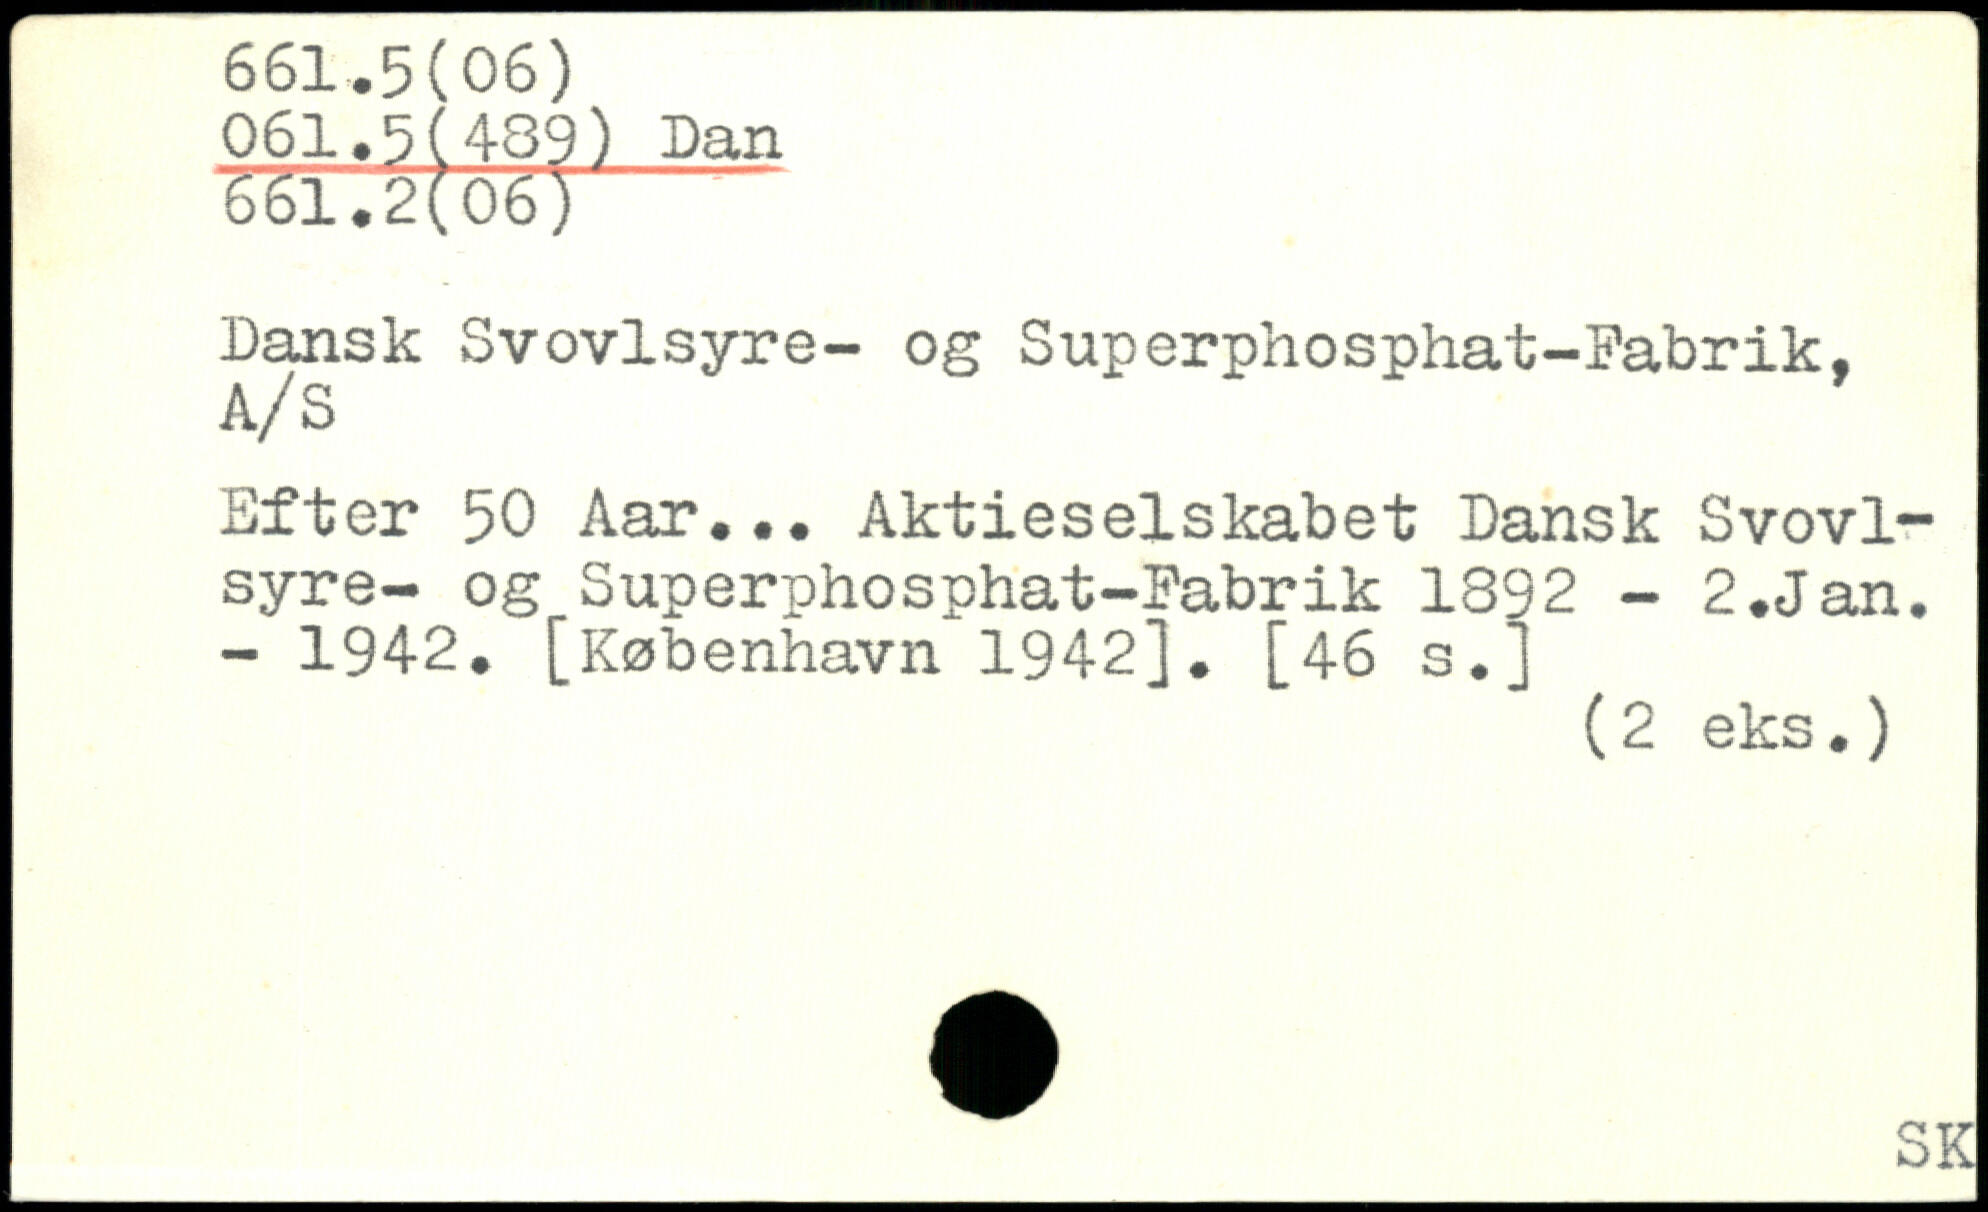 661.5(06)
061.5(489) Dan
661.2(06)
Dansk Svovlsyre- og Superphosphat-Fabrik,
A/S
Efter 50 Aar... Aktieselskabet Dansk Svovl-
syre- og Superphosphat-Fabrik 1892 - 2.Jan.
- 1942. [København 1942]. [46 s.]
(2 eks.)
SK